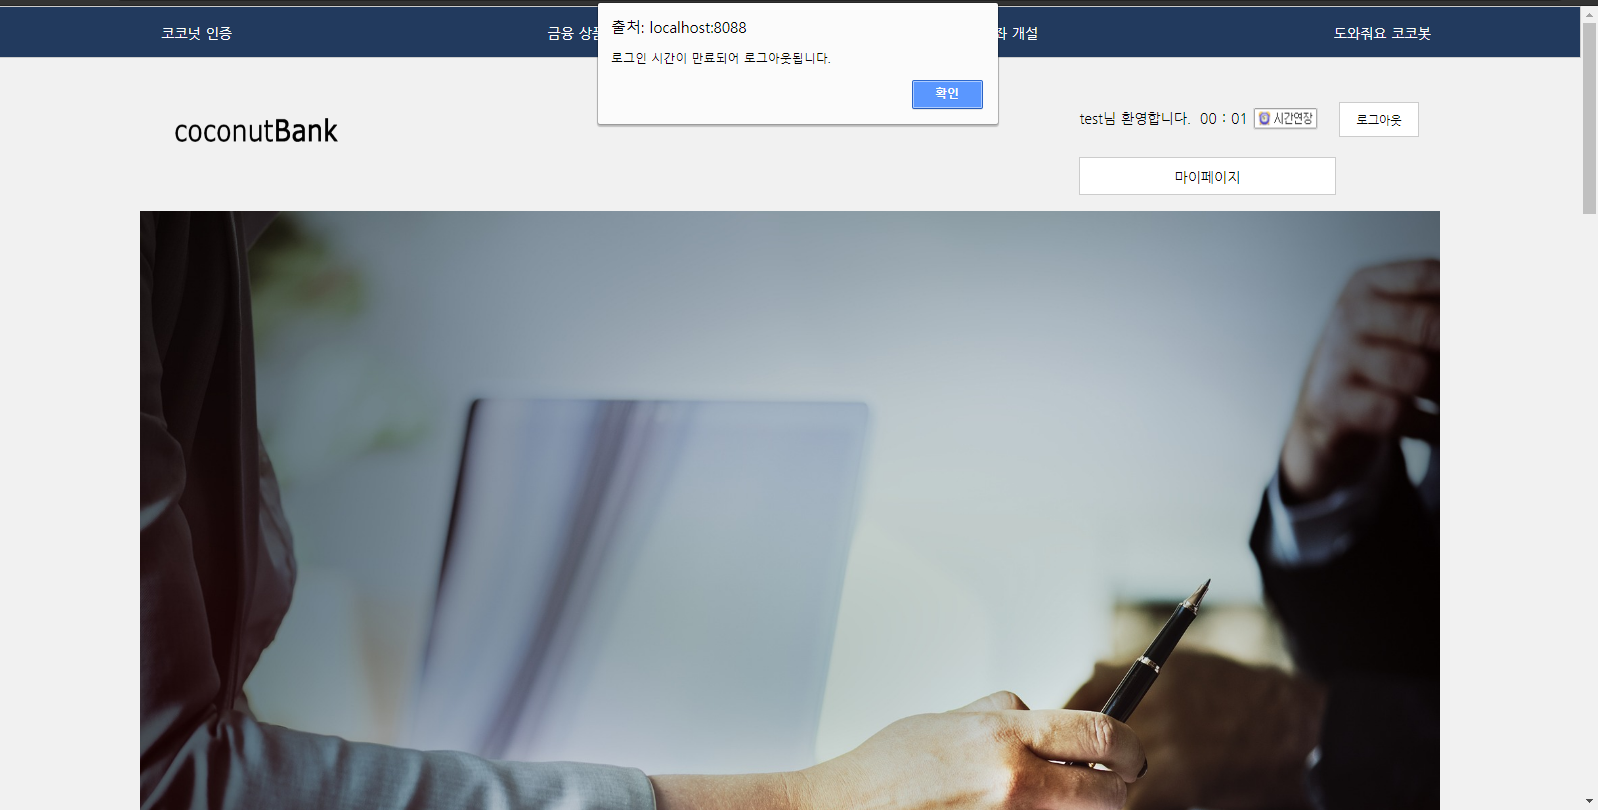 출처: localhost:8088
로그인 시간이 만료되어 로그아웃됩니다.
확인
코코넛 인증
금융
개설
도와줘요 코코봇
coconutBank
test님 환영합니다. 00 : 01 시간연장 로그아웃
마이페이지